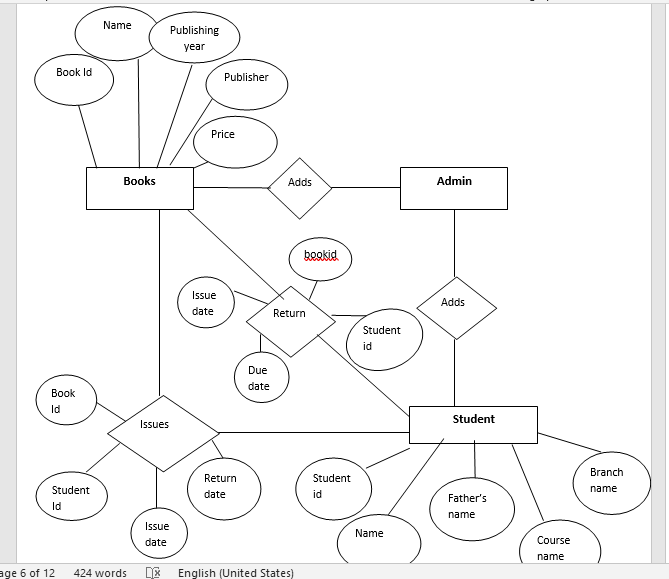 Name
Publishing
year
Book Id
Publisher
Price
Books
Adds
Admin
bookid
Issue
date
Return
Adds
Student
id
Due
date
Book
Id
Issues
Student
Student
Id
Return
date
Issue
date
Student
id
Name
Father's
name
Branch
name
Course
name
age 6 of 12
424 words
English (United States)